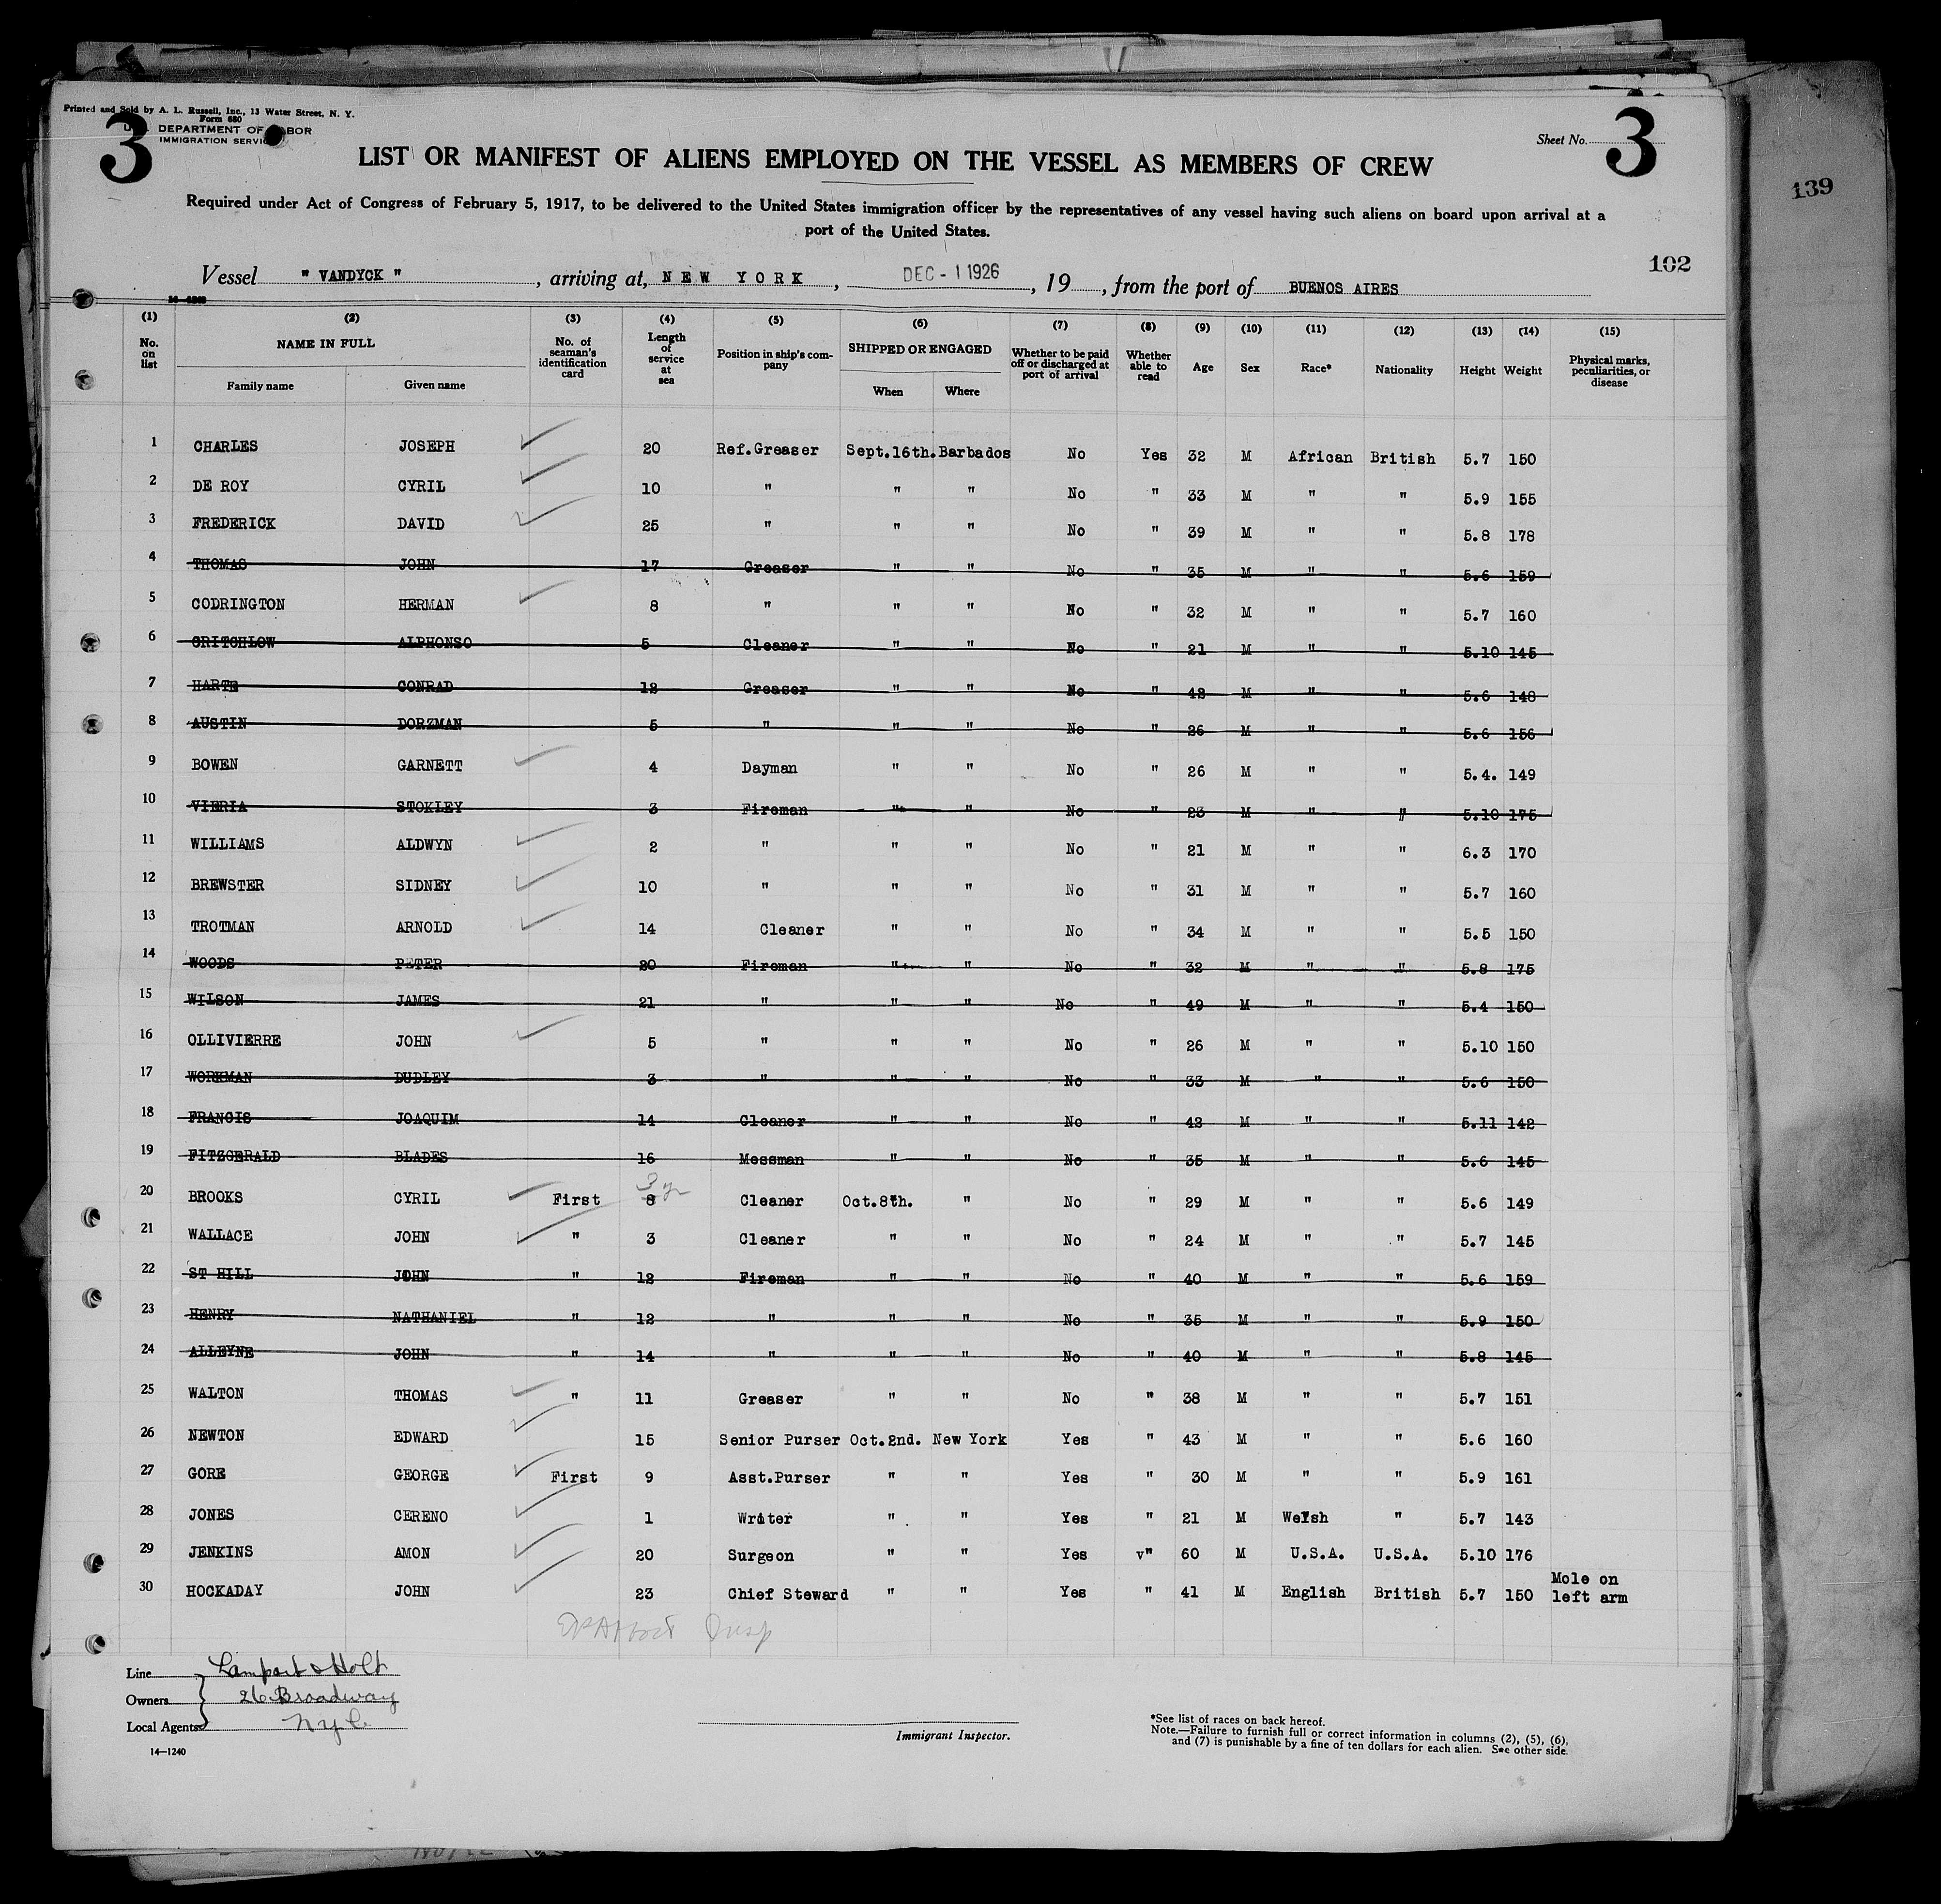 Printed and Sold by A. L. Russell, Inc., 13 Water Street, N. Y.
Form 680
DEPARTMENT OF LABOR
IMMIGRATION SERVICE
3
Sheet No. 3
139
LIST OR MANIFEST OF ALIENS EMPLOYED ON THE VESSEL AS MEMBERS OF CREW
Required under Act of Congress of February 5, 1917, to be delivered to the United States immigration officer by the representatives of any vessel having such aliens on board upon arrival at a
port of the United States.
102
Vessel " VANDYCK " , arriving at, NEW YORK , DEC - 1 1926 , 19 , from the port of BUENOS AIRES
14-1240
(1) (2) (3) (4) (5) (6) (7) (8) (9) (10) (11) (12) (13) (14) (15)
No. on list NAME IN FULL Family name Given name No. of seaman's identification card Length of service at sea Position in ship's company SHIPPED OR ENGAGED When Where Whether to be paid off or discharged at port of arrival Whether able to read Age Sex Race* Nationality Height Weight Physical marks, peculiarities, or disease
1 CHARLES JOSEPH 20 Ref.Greaser Sept.16th. Barbados No Yes 32 M African British 5.7 150
2 DE ROY CYRIL 10 " " " No " 33 M " " 5.9 155
3 FREDERICK DAVID 25 " " " No " 39 M " " 5.8 178
4 THOMAS JOHN 17 Greaser " " No " 35 M " " 5.6 159
5 CODRINGTON HERMAN 8 " " " No " 32 M " " 5.7 160
6 CRITCHLOW ALPHONSO 5 Cleaner " " No " 21 M " " 5.10 145
7 HARTE CONRAD 12 Greaser " " No " 42 M " " 5.6 148
8 AUSTIN DORZMAN 5 " " " No " 26 M " " 5.6 156
9 BOWEN GARNETT 4 Dayman " " No " 26 M " " 5.4. 149
10 VIERIA STOKLEY 3 Fireman " " No " 23 M " " 5.10 175
11 WILLIAMS ALDWYN 2 " " " No " 21 M " " 6.3 170
12 BREWSTER SIDNEY 10 " " " No " 31 M " " 5.7 160
13 TROTMAN ARNOLD 14 Cleaner " " No " 34 M " " 5.5 150
14 WOODS PETER 20 Fireman " " No " 32 M " " 5.8 175
15 WILSON JAMES 21 " " " No " 49 M " " 5.4 150
16 OLLIVIERRE JOHN 5 " " " No " 26 M " " 5.10 150
17 WORKMAN DUDLEY 3 " " " No " 33 M " " 5.6 150
18 FRANCIS JOAQUIM 14 Cleaner " " No " 42 M " " 5.11 142
19 FITZGERALD BLADES 16 Messman " " No " 35 M " " 5.6 145
20 BROOKS CYRIL First 8 3 yr Cleaner Oct.8th. " No " 29 M " " 5.6 149
21 WALLACE JOHN " 3 Cleaner " " No " 24 M " " 5.7 145
22 ST HILL JOHN " 12 Fireman " " No " 40 M " " 5.6 159
23 HENRY NATHANIEL " 12 " " " No " 35 M " " 5.9 150
24 ALLEYNE JOHN " 14 " " " No " 40 M " " 5.8 145
25 WALTON THOMAS " 11 Greaser " " No " 38 M " " 5.7 151
26 NEWTON EDWARD 15 Senior Purser Oct.2nd. New York Yes " 43 M " " 5.6 160
27 GORE GEORGE First 9 Asst.Purser " " Yes " 30 M " " 5.9 161
28 JONES CERENO 1 Writer " " Yes " 21 M Welsh " 5.7 143
29 JENKINS AMON 20 Surgeon " " Yes v" 60 M U.S.A. U.S.A. 5.10 176
30 HOCKADAY JOHN 23 Chief Steward " " Yes " 41 M English British 5.7 150 Mole on left arm
Insp
Line Lamport & Holt
Owners 26 Broadway
Local Agents N Y C.
Immigrant Inspector.
*See list of races on back hereof.
Note.—Failure to furnish full or correct information in columns (2), (5), (6),
and (7) is punishable by a fine of ten dollars for each alien. See other side.
14—1240